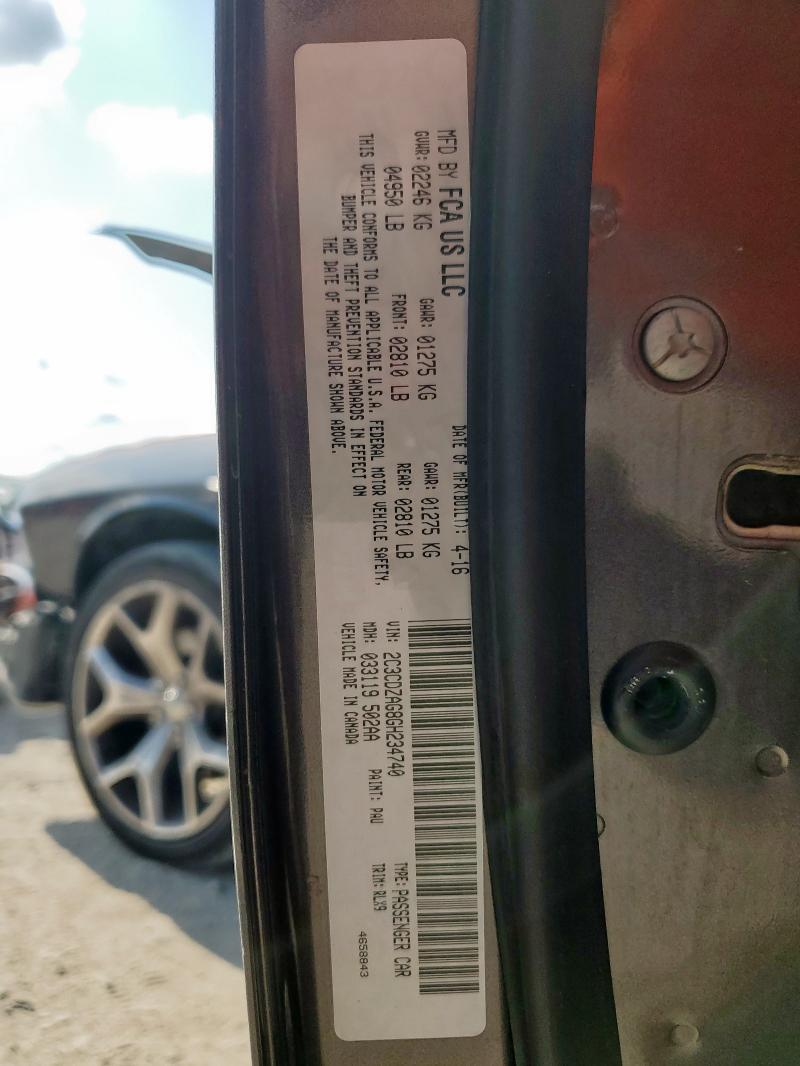 MFD BY FCA US LLC
DATE OF MFR(BUILT): 4-16
GVWR: 02246 KG GAWR: 01275 KG GAWR: 01275 KG
04950 LB FRONT: 02810 LB REAR: 02810 LB
THIS VEHICLE CONFORMS TO ALL APPLICABLE U.S.A. FEDERAL MOTOR VEHICLE SAFETY,
BUMPER AND THEFT PREVENTION STANDARDS IN EFFECT ON
THE DATE OF MANUFACTURE SHOWN ABOVE.
VIN: 2C3CDZAG8GH234740 TYPE: PASSENGER CAR
MDH: 033119 502AA PAINT: PAU TRIM: RLX9
VEHICLE MADE IN CANADA
4658843